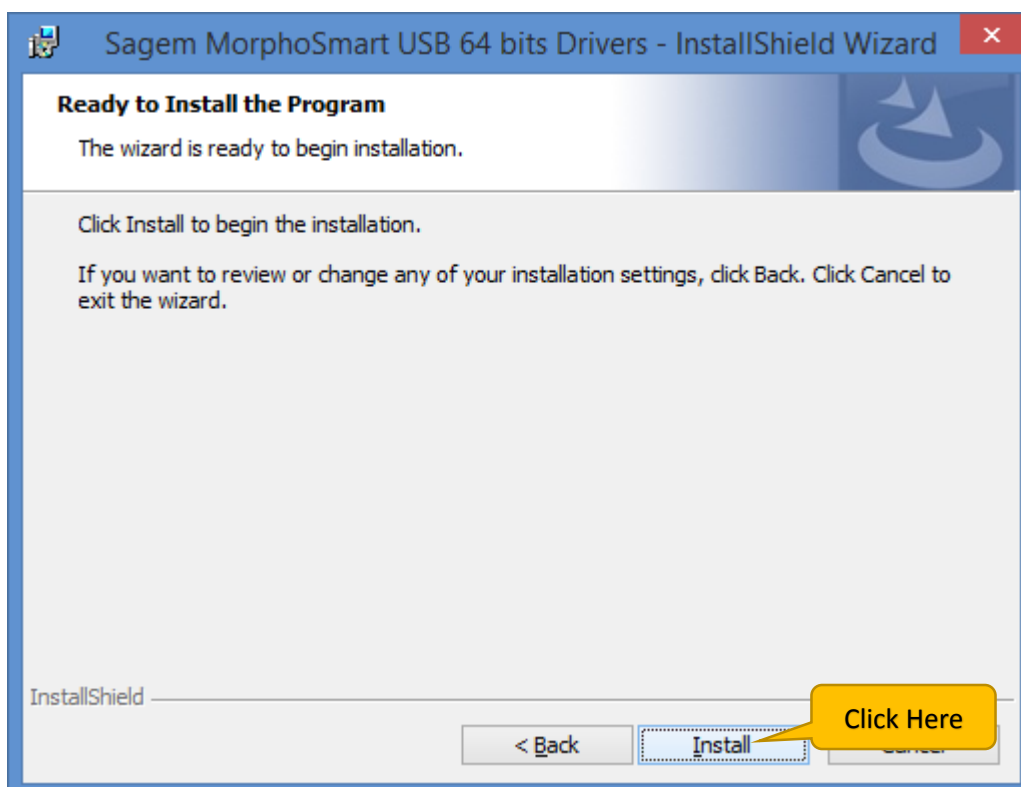 Sagem MorphoSmart USB 64 bits Drivers - InstallShield Wizard
Ready to Install the Program
The wizard is ready to begin installation.
Click Install to begin the installation.
If you want to review or change any of your installation settings, click Back. Click Cancel to
exit the wizard.
InstallShield
Click Here
< Back Install